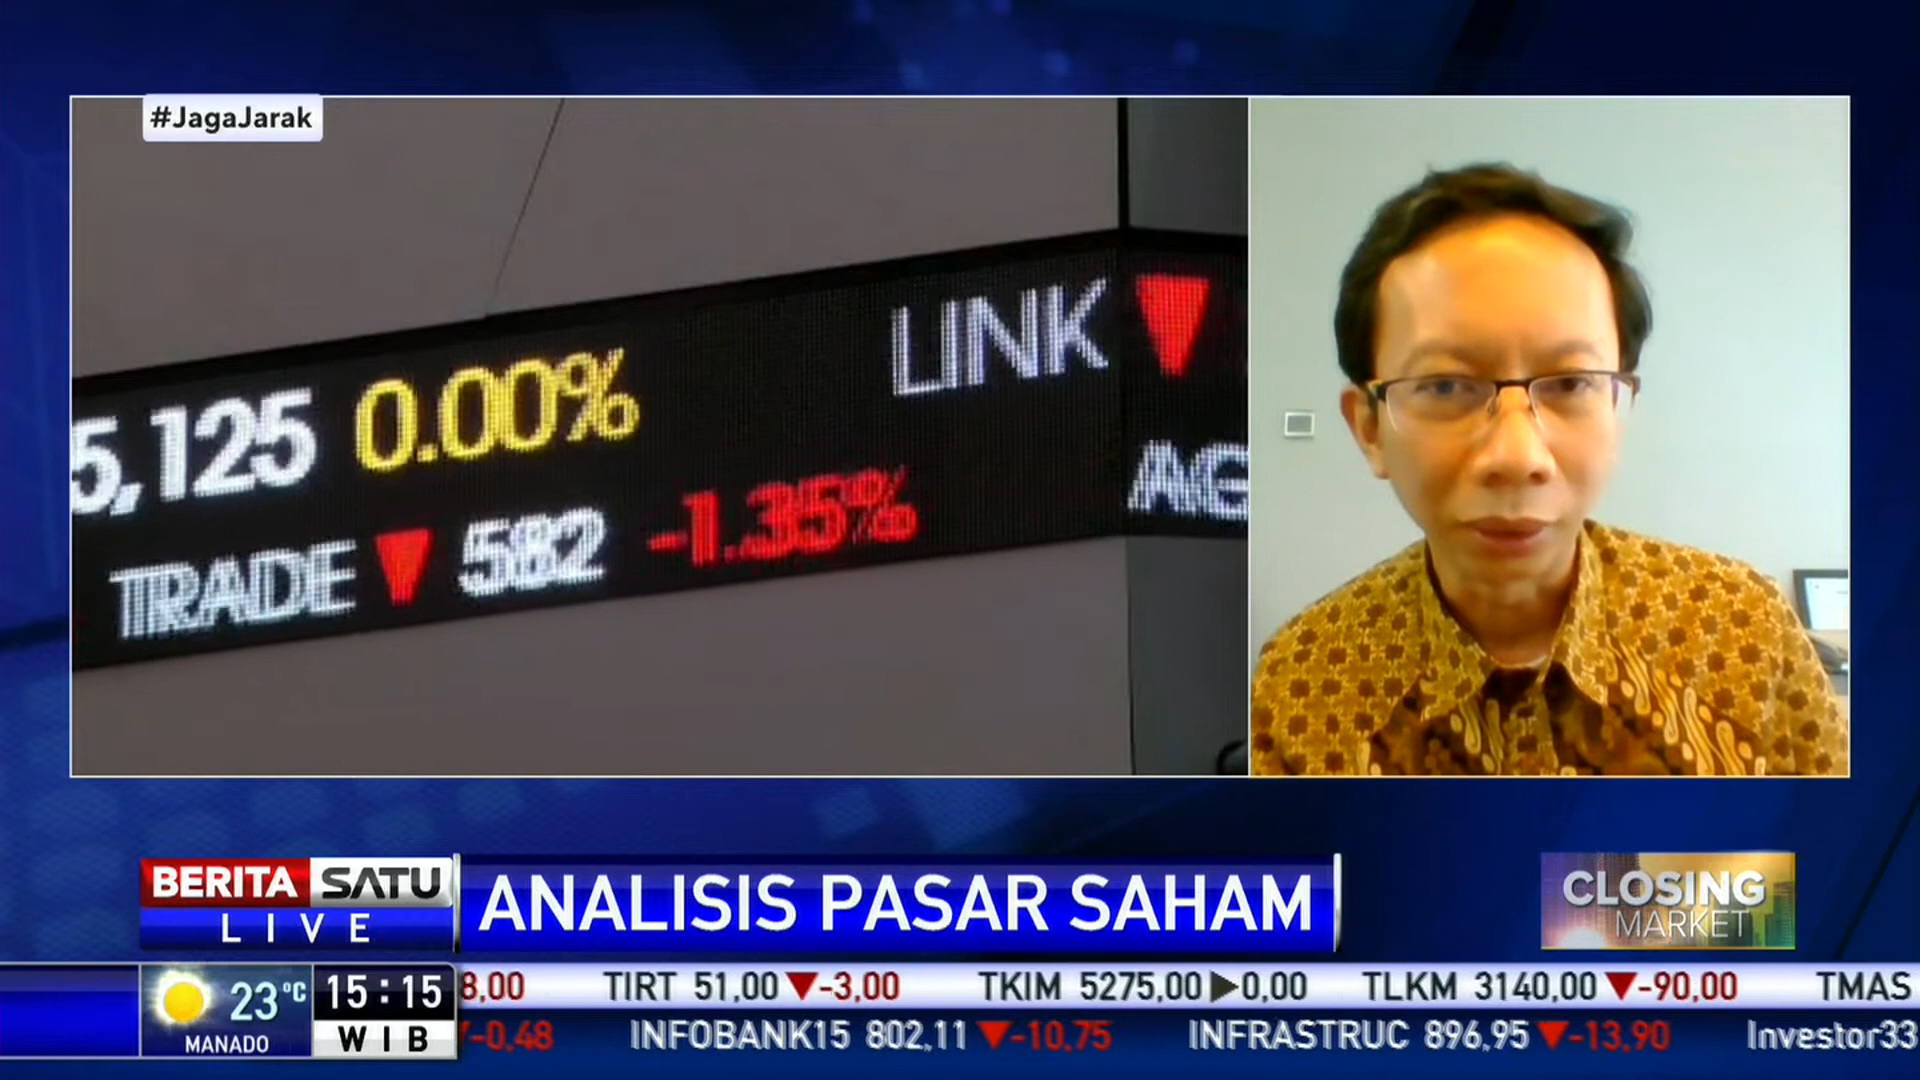 #JagaJarak
5,125 0.00%
LINK ▼
TRADE ▼ 582 -1.35%
AG
BERITA SATU
LIVE
ANALISIS PASAR SAHAM
CLOSING
MARKET
23°C
MANADO
15:15
WIB
8,00 TIRT 51,00 ▼-3,00 TKIM 5275,00 ▶0,00 TLKM 3140,00 ▼-90,00 TMAS
▼-0,48 INFOBANK15 802,11 ▼-10,75 INFRASTRUC 896,95 ▼-13,90 Investor33